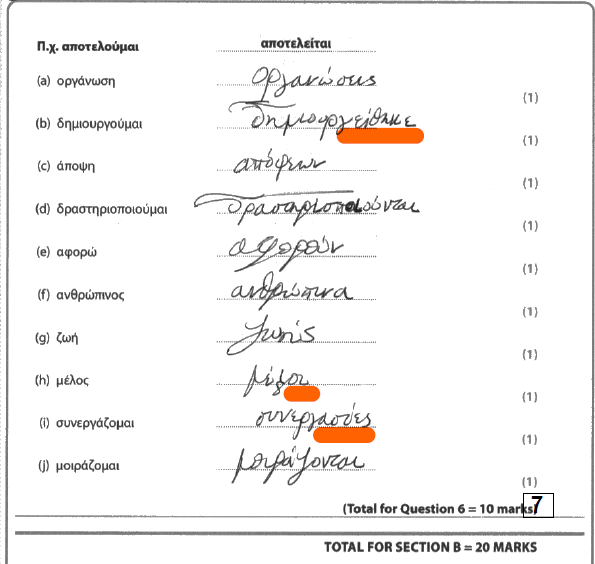 Π.χ. αποτελούμαι αποτελείται
(a) οργάνωση οργανώσεις
(1)
(b) δημιουργούμαι δημιουργείθηκε
(1)
(c) άποψη απόψεων
(1)
(d) δραστηριοποιούμαι δραστηριοποιούνται
(1)
(e) αφορώ αφορούν
(1)
(f) ανθρώπινος ανθρώπινα
(1)
(g) ζωή ζωής
(1)
(h) μέλος
(1)
(i) συνεργάζομαι συνεργασίες
(1)
(j) μοιράζομαι μοιράζονται
(1)
(Total for Question 6 = 10 marks) 7
TOTAL FOR SECTION B = 20 MARKS